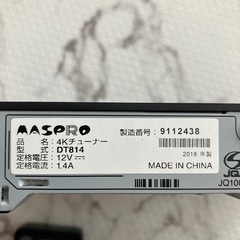 MASPRO 製造番号: 9112438
品名: 4Kチューナー
型式: DT814
2018 年製
定格電圧: 12V
定格電流: 1.4A
MADE IN CHINA